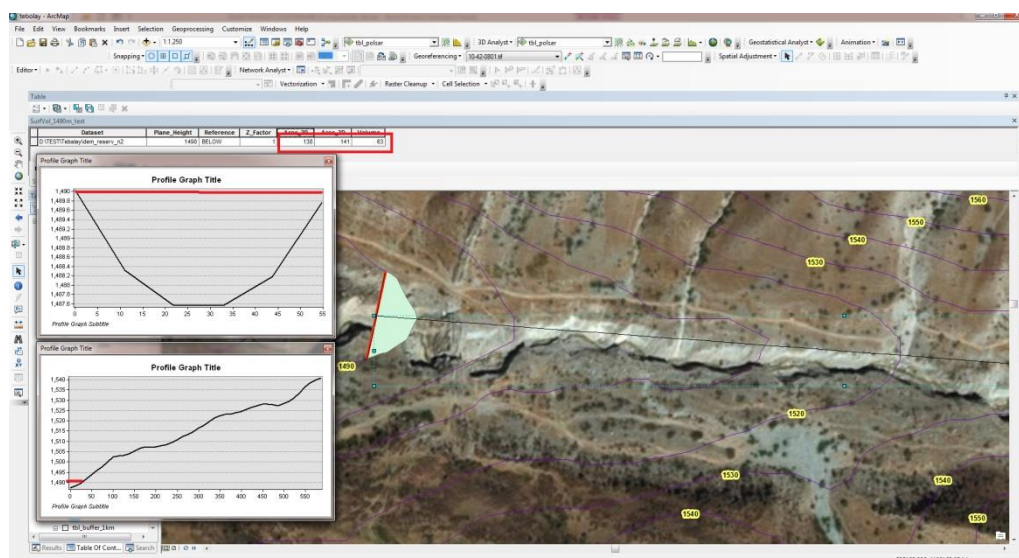 tebolay - ArcMap
File Edit View Bookmarks Insert Selection Geoprocessing Customize Windows Help
1:1.250
tbl_polsar
3D Analyst
tbl_polsar
Geostatistical Analyst
Animation
Snapping
Georeferencing
Spatial Adjustment
Editor
Network Analyst
Vectorization
Raster Cleanup
Cell Selection
Table
SurfVol_1490m_test
Dataset Plane_Height Reference Z_Factor Area_2D Area_3D Volume
1490 BELOW 1 138 141 63
Profile Graph Title
Profile Graph Title
1,490
1,489.8
1,489.6
1,489.4
1,489.2
1,489
1,488.8
1,488.6
1,488.4
1,488.2
1,488
1,487.8
1,487.6
0 5 10 15 20 25 30 35 40 45 50 55
Profile Graph Subtitle
Profile Graph Title
Profile Graph Title
1,540
1,535
1,530
1,525
1,520
1,515
1,510
1,505
1,500
1,495
1,490
0 50 100 150 200 250 300 350 400 450 500 550
Profile Graph Subtitle
1560
1550
1540
1530
1490
1520
1530
1540
1540
1550
tbl_buffer_1km
Results Table Of Cont... Search